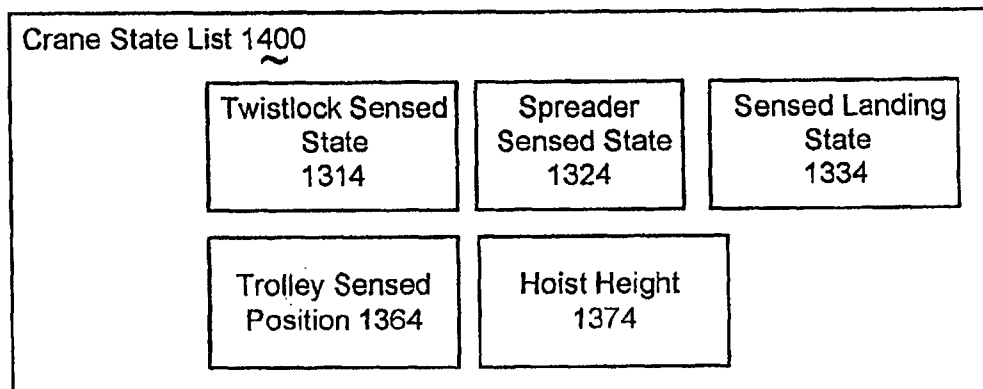 Crane State List 1400
Twistlock Sensed
State
1314
Spreader
Sensed State
1324
Sensed Landing
State
1334
Trolley Sensed
Position 1364
Hoist Height
1374